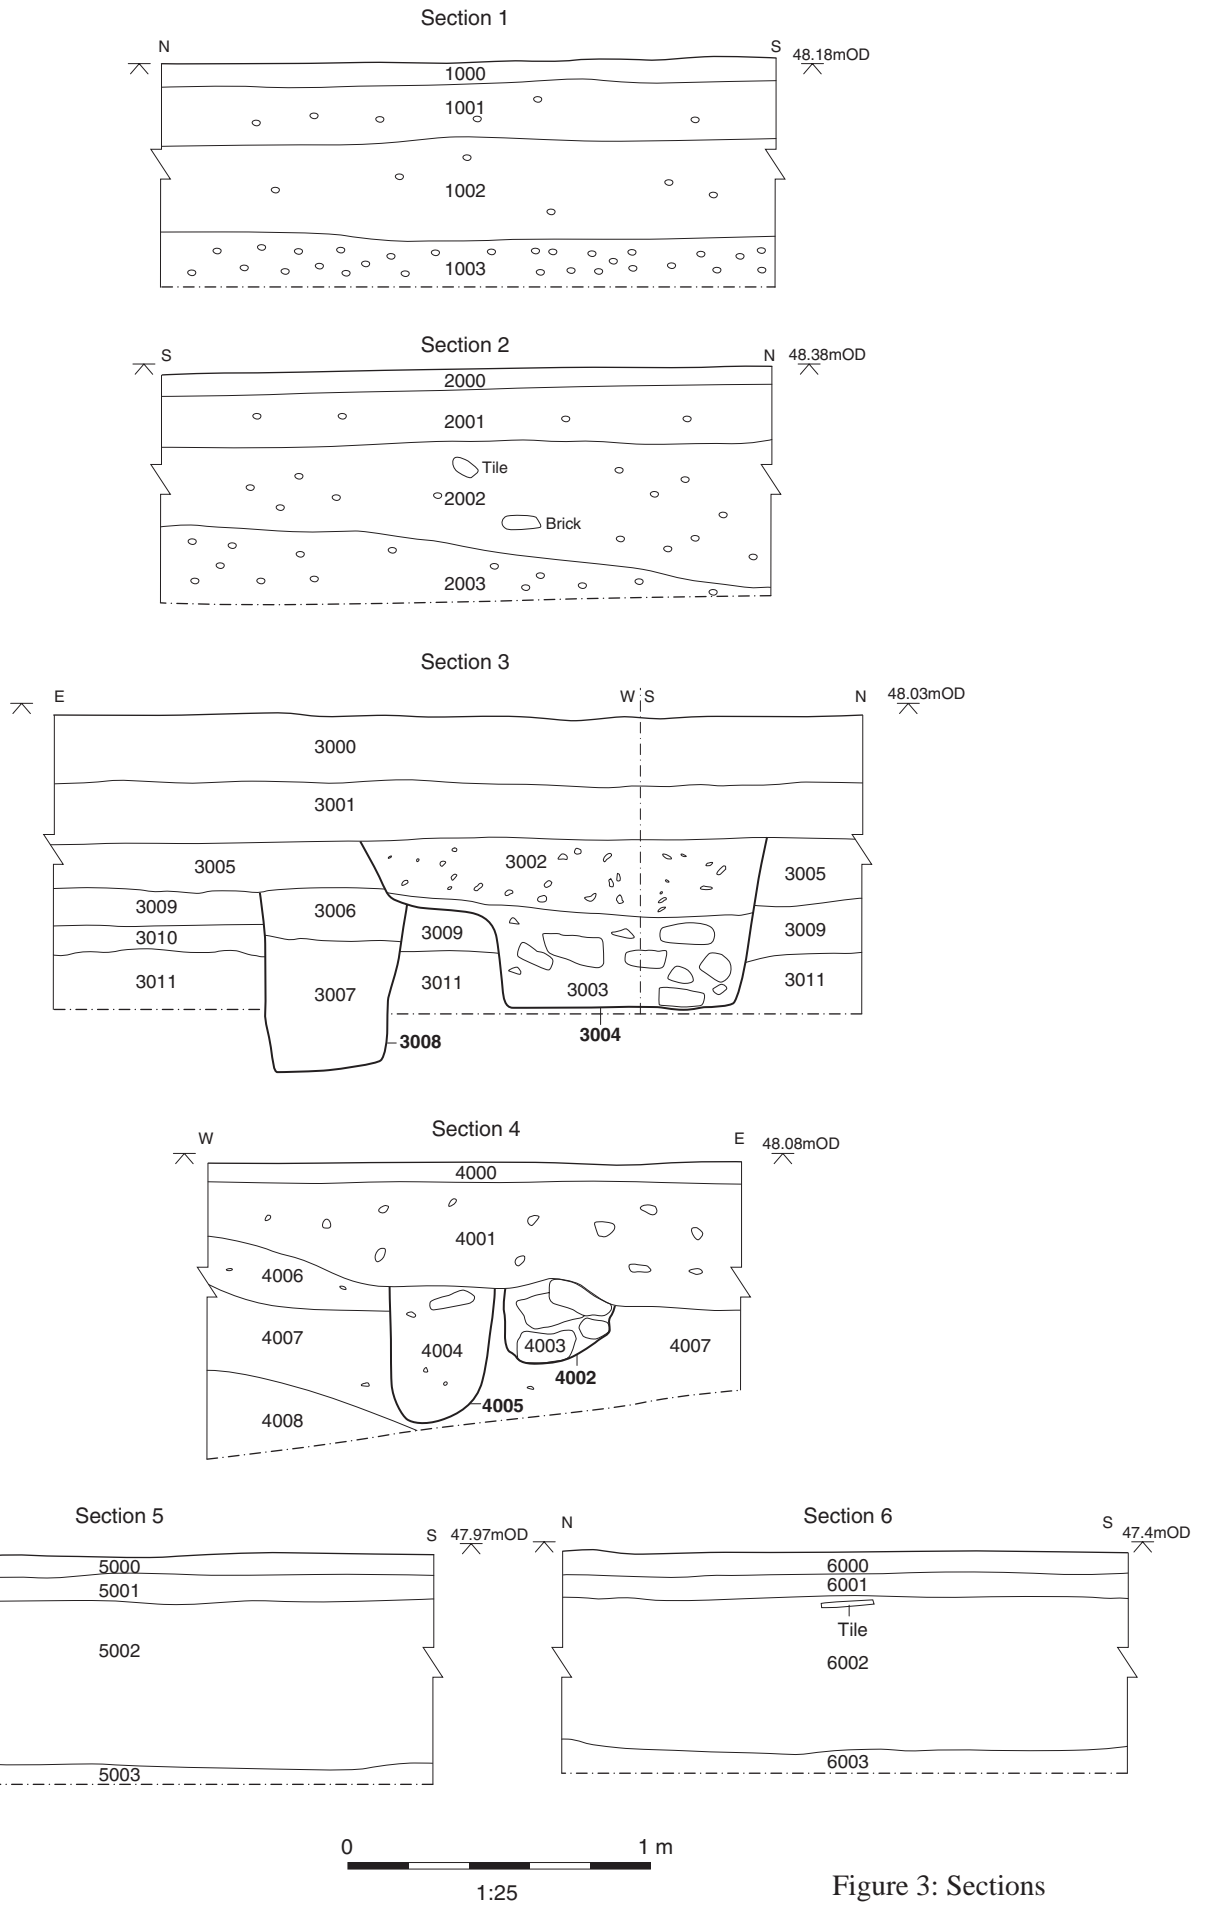 Section 1
N S 48.18mOD
1000
1001
1002
1003
Section 2
S N 48.38mOD
2000
2001
Tile
2002
Brick
2003
Section 3
E W S N 48.03mOD
3000
3001
3002
3005 3005
3009 3006
3009 3009
3010
3011 3011 3011
3007 3003
3008 3004
Section 4
W E 48.08mOD
4000
4001
4006
4007 4004 4003 4007
4002
4005
4008
Section 5 Section 6
S 47.97mOD N S 47.4mOD
5000 6000
5001 6001
Tile
5002 6002
5003 6003
0 1 m
1:25
Figure 3: Sections